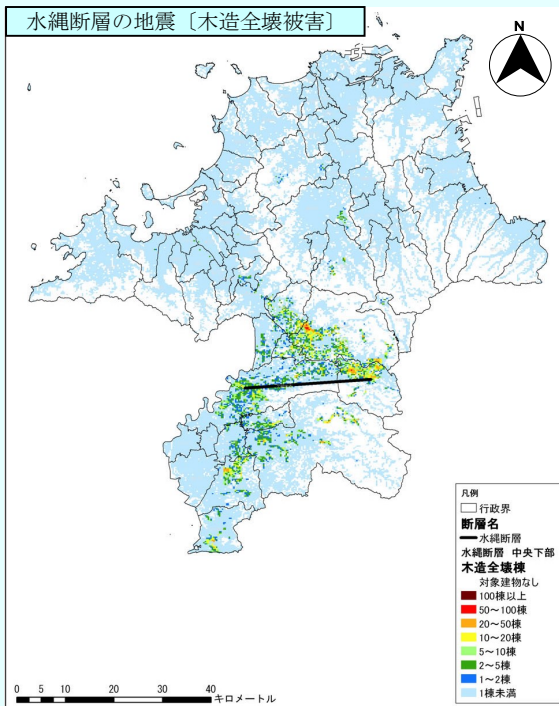 水縄断層の地震〔木造全壊被害〕
N
凡例
行政界
断層名
水縄断層
水縄断層 中央下部
木造全壊棟
対象建物なし
100棟以上
50～100棟
20～50棟
10～20棟
5～10棟
2～5棟
1～2棟
1棟未満
0 5 10 20 30 40
キロメートル